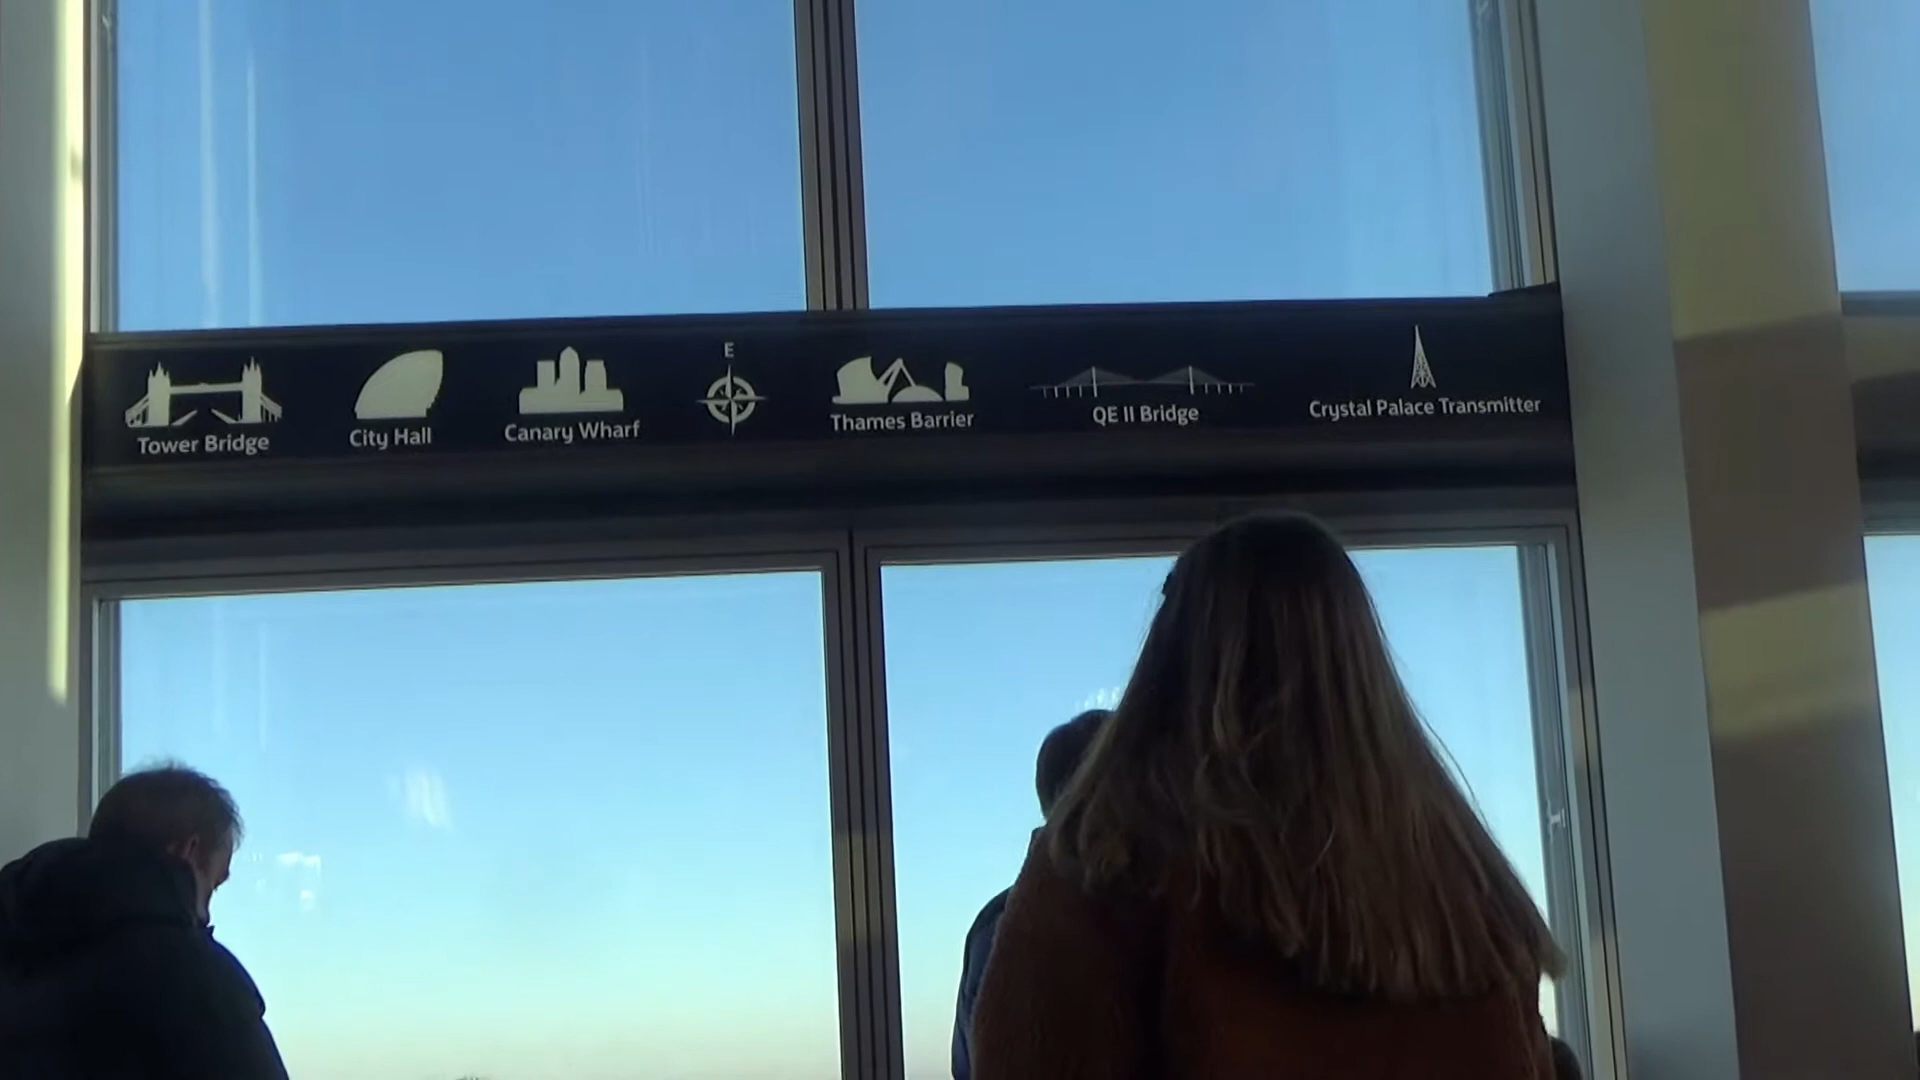 Tower Bridge
City Hall
Canary Wharf
E
Thames Barrier
QE II Bridge
Crystal Palace Transmitter